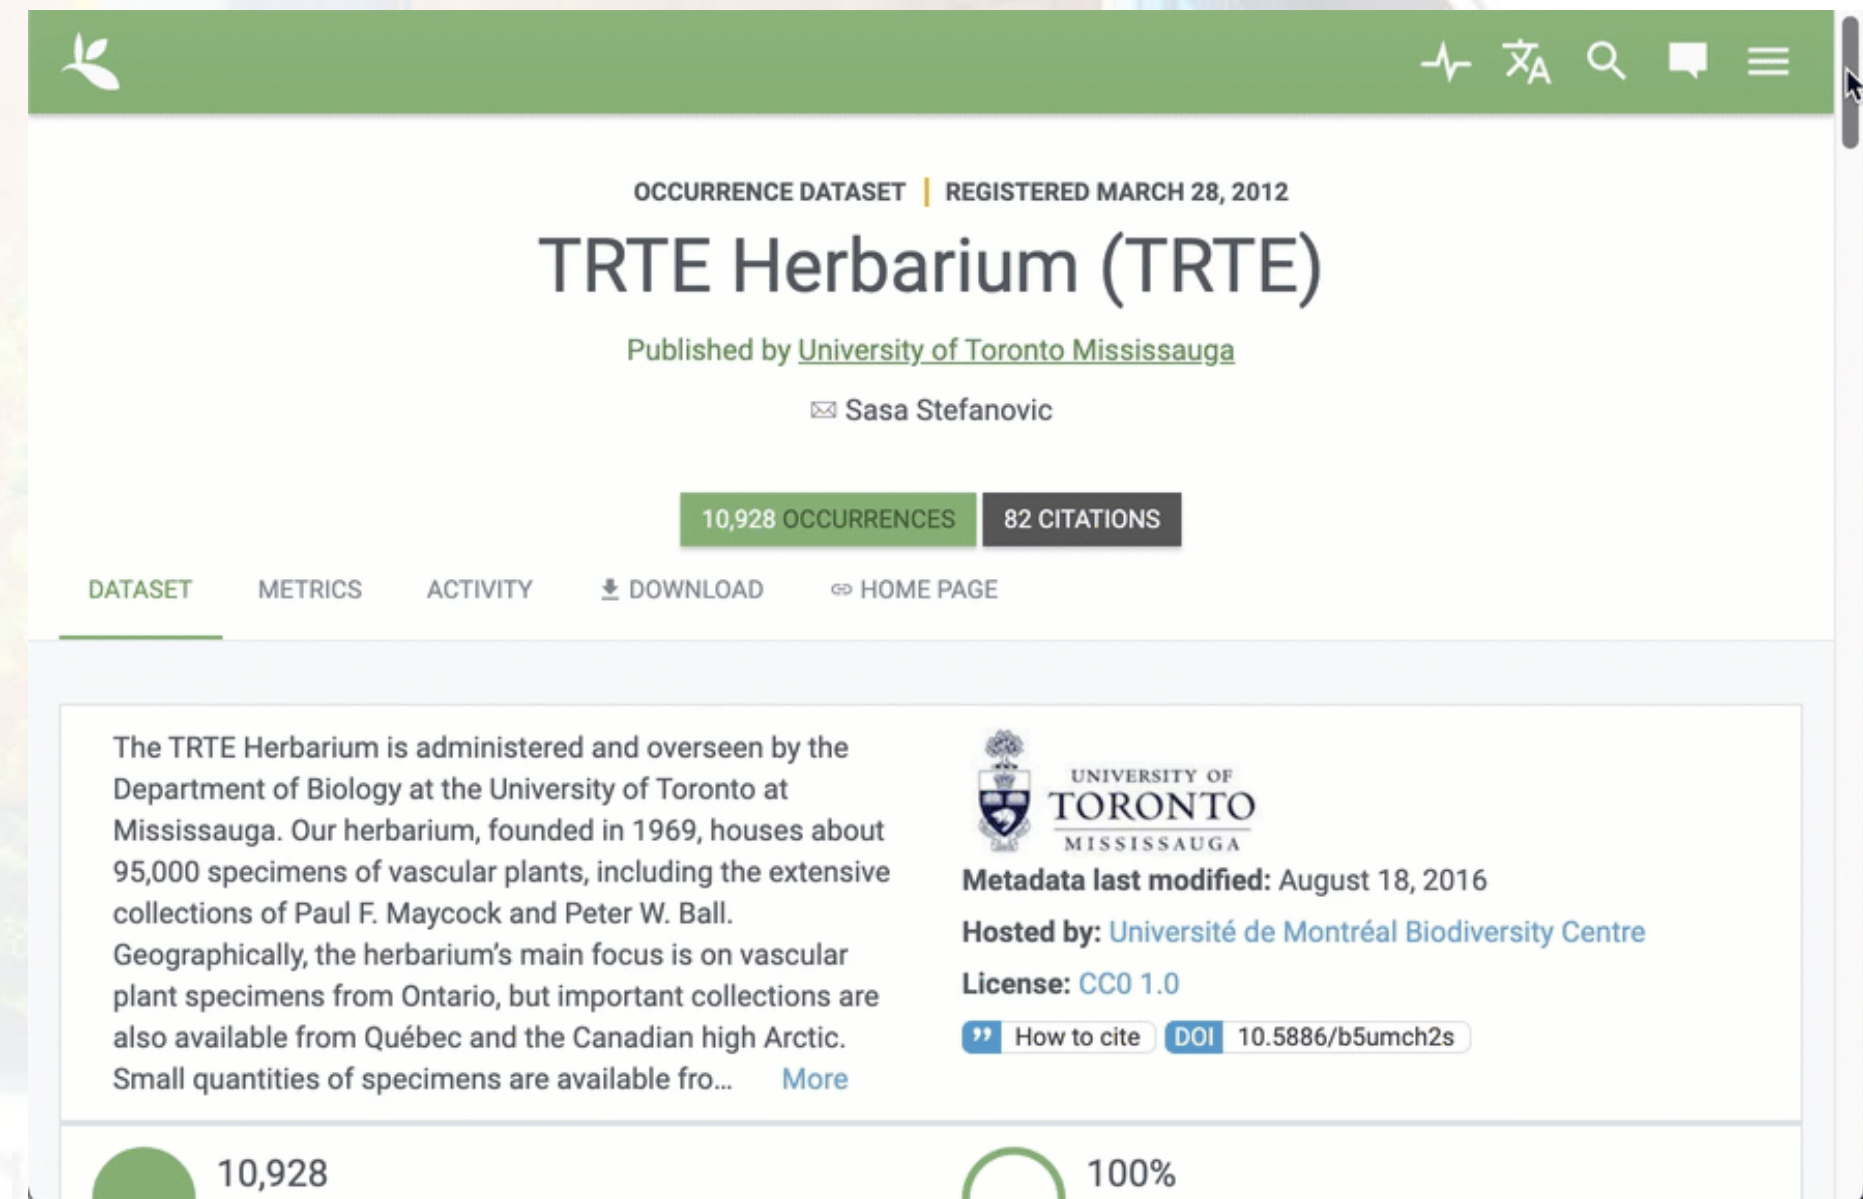 OCCURRENCE DATASET | REGISTERED MARCH 28, 2012
TRTE Herbarium (TRTE)
Published by University of Toronto Mississauga
Sasa Stefanovic
10,928 OCCURRENCES 82 CITATIONS
DATASET METRICS ACTIVITY DOWNLOAD HOME PAGE
The TRTE Herbarium is administered and overseen by the
Department of Biology at the University of Toronto at
Mississauga. Our herbarium, founded in 1969, houses about
95,000 specimens of vascular plants, including the extensive
collections of Paul F. Maycock and Peter W. Ball.
Geographically, the herbarium’s main focus is on vascular
plant specimens from Ontario, but important collections are
also available from Québec and the Canadian high Arctic.
Small quantities of specimens are available fro... More
UNIVERSITY OF
TORONTO
MISSISSAUGA
Metadata last modified: August 18, 2016
Hosted by: Université de Montréal Biodiversity Centre
License: CC0 1.0
How to cite DOI 10.5886/b5umch2s
10,928
100%